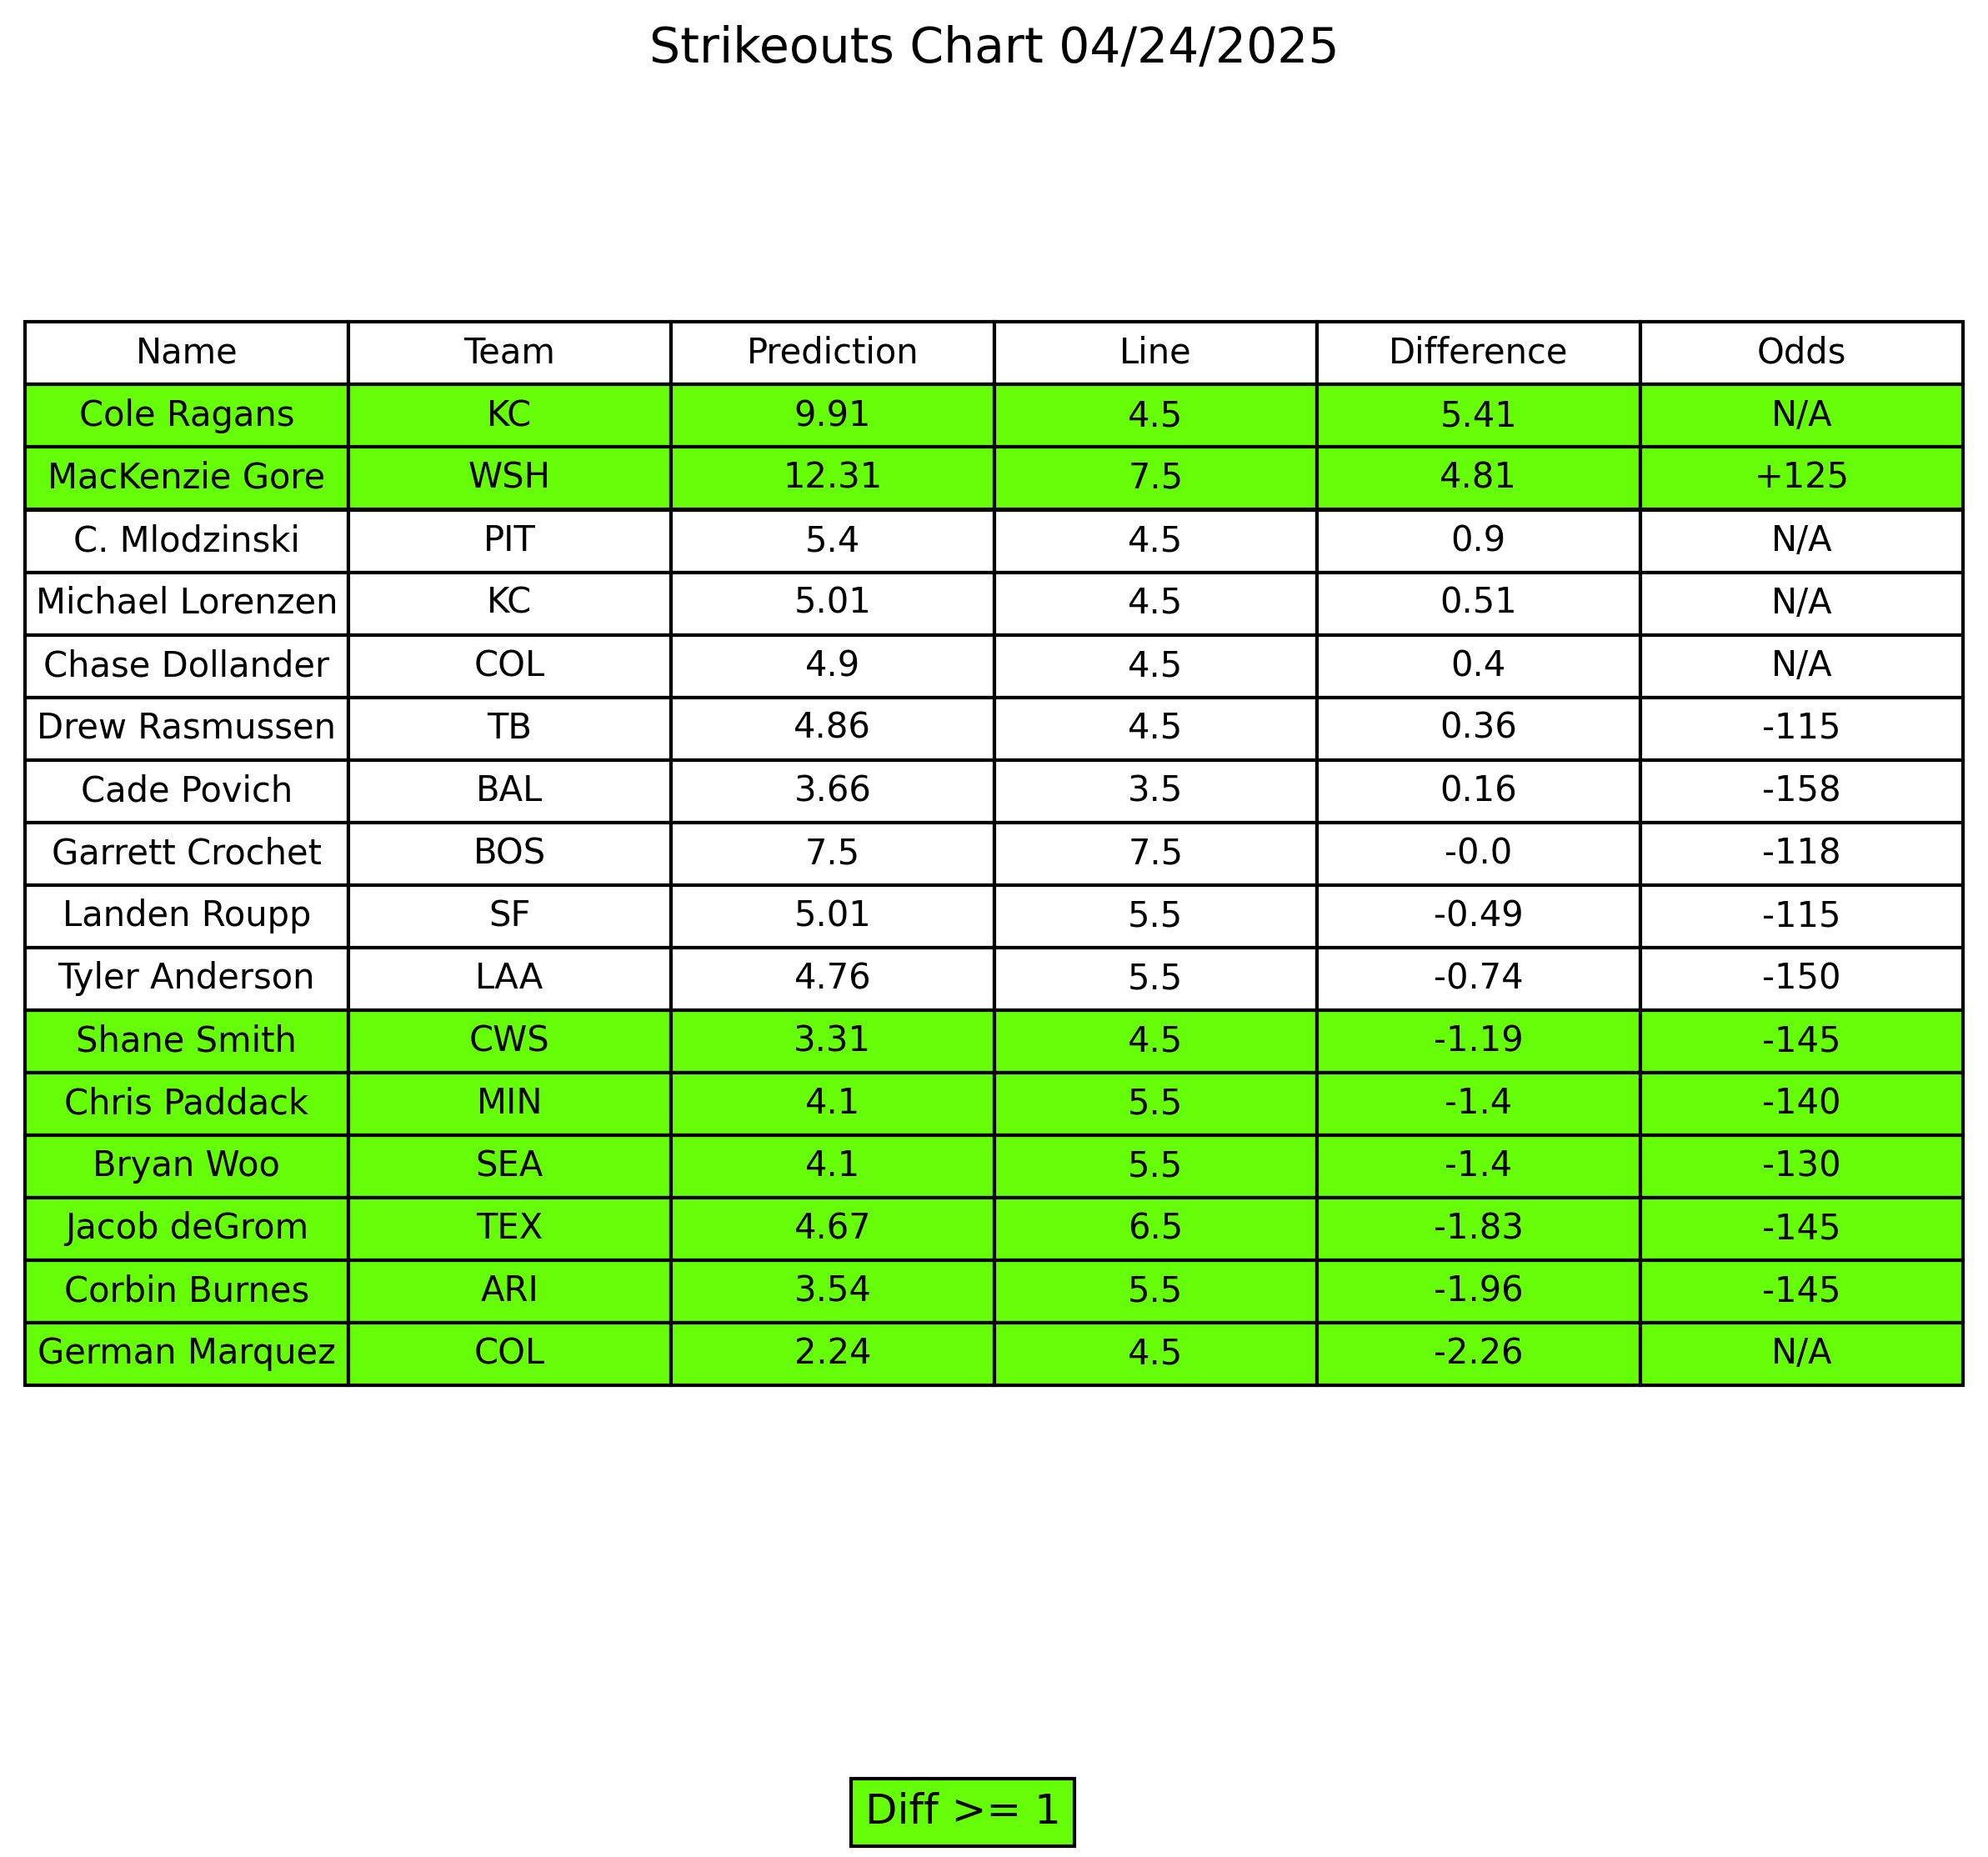 Strikeouts Chart 04/24/2025
Name Team Prediction Line Difference Odds
Cole Ragans KC 9.91 4.5 5.41 N/A
MacKenzie Gore WSH 12.31 7.5 4.81 +125
C. Mlodzinski PIT 5.4 4.5 0.9 N/A
Michael Lorenzen KC 5.01 4.5 0.51 N/A
Chase Dollander COL 4.9 4.5 0.4 N/A
Drew Rasmussen TB 4.86 4.5 0.36 -115
Cade Povich BAL 3.66 3.5 0.16 -158
Garrett Crochet BOS 7.5 7.5 -0.0 -118
Landen Roupp SF 5.01 5.5 -0.49 -115
Tyler Anderson LAA 4.76 5.5 -0.74 -150
Shane Smith CWS 3.31 4.5 -1.19 -145
Chris Paddack MIN 4.1 5.5 -1.4 -140
Bryan Woo SEA 4.1 5.5 -1.4 -130
Jacob deGrom TEX 4.67 6.5 -1.83 -145
Corbin Burnes ARI 3.54 5.5 -1.96 -145
German Marquez COL 2.24 4.5 -2.26 N/A
Diff >= 1